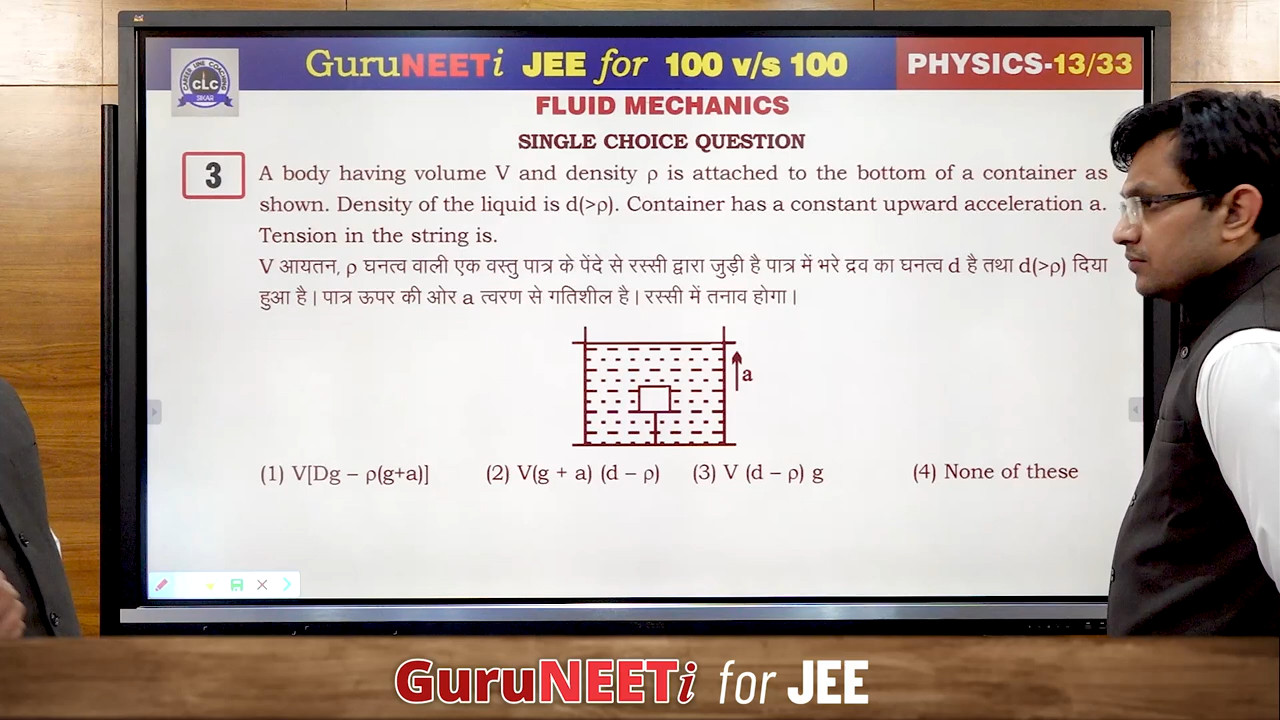 GuruNEETi JEE for 100 v/s 100
PHYSICS-13/33
CLC
SIKAR
FLUID MECHANICS
SINGLE CHOICE QUESTION
3
A body having volume V and density ρ is attached to the bottom of a container as
shown. Density of the liquid is d(>ρ). Container has a constant upward acceleration a.
Tension in the string is.
V आयतन, ρ घनत्व वाली एक वस्तु पात्र के पेंदे से रस्सी द्वारा जुड़ी है पात्र में भरे द्रव का घनत्व d है तथा d(>ρ) दिया
हुआ है। पात्र ऊपर की ओर a त्वरण से गतिशील है। रस्सी में तनाव होगा।
a
(1) V[Dg – ρ(g+a)] (2) V(g + a) (d – ρ) (3) V (d – ρ) g (4) None of these
GuruNEETi for JEE